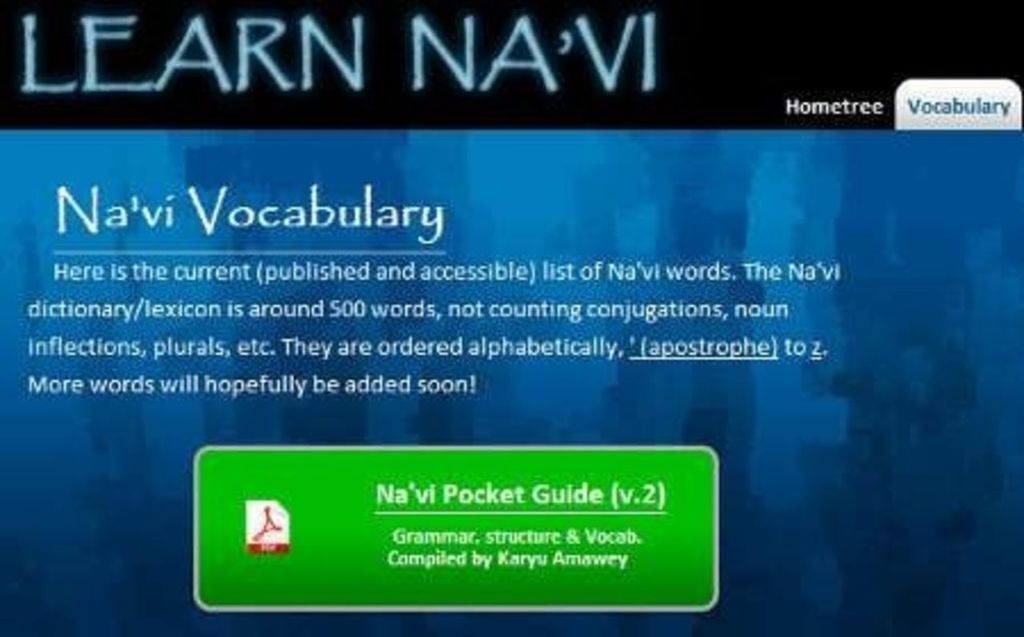 LEARN NA'VI
Hometree Vocabulary
Na'vi Vocabulary
Here is the current (published and accessible) list of Na'vi words. The Na'vi
dictionary/lexicon is around 500 words, not counting conjugations, noun
inflections, plurals, etc. They are ordered alphabetically, ' (apostrophe) to z.
More words will hopefully be added soon!
Na'vi Pocket Guide (v.2)
Grammar, structure & Vocab.
Compiled by Karyu Amawey
PDF